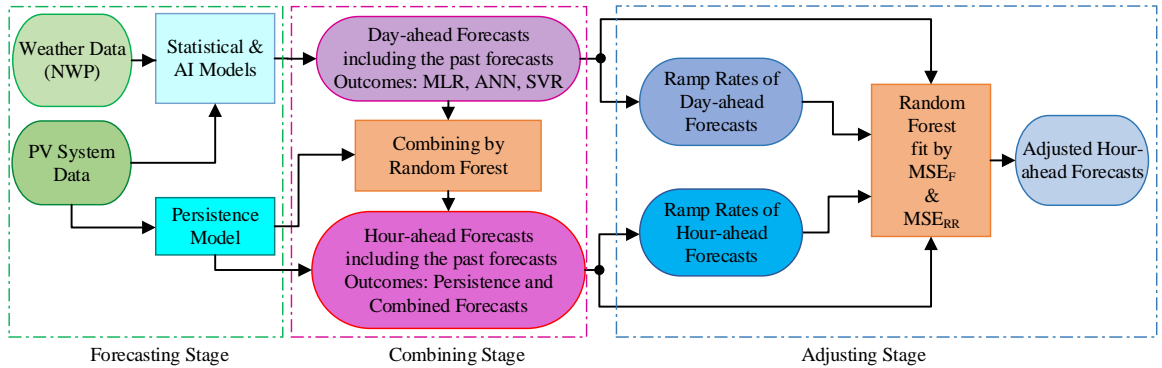 Weather Data
(NWP)
Statistical &
AI Models
PV System
Data
Persistence
Model
Forecasting Stage
Day-ahead Forecasts
including the past forecasts
Outcomes: MLR, ANN, SVR
Combining by
Random Forest
Hour-ahead Forecasts
including the past forecasts
Outcomes: Persistence and
Combined Forecasts
Combining Stage
Ramp Rates of
Day-ahead
Forecasts
Ramp Rates of
Hour-ahead
Forecasts
Random
Forest
fit by
MSE_F
&
MSE_RR
Adjusted Hour-
ahead Forecasts
Adjusting Stage